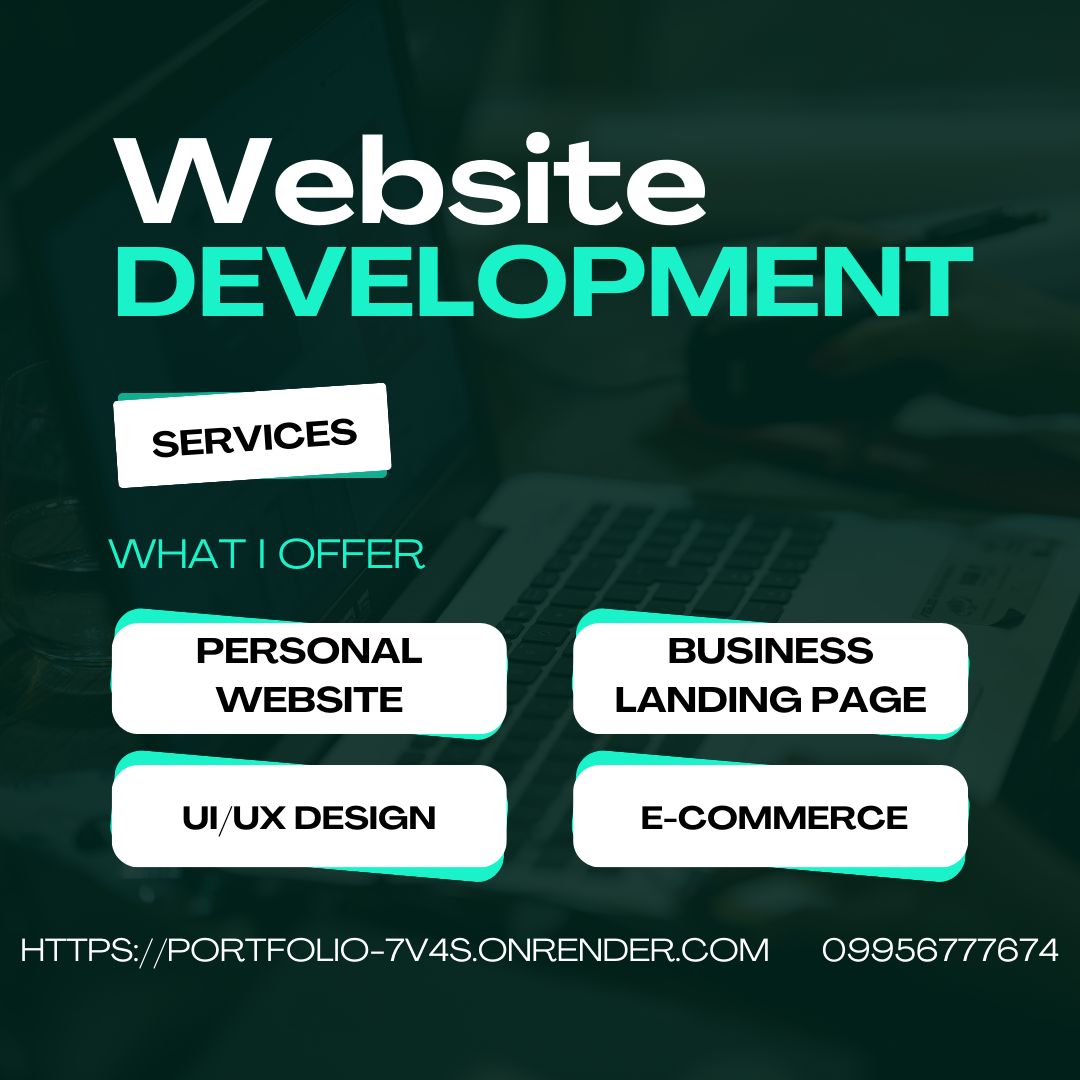 Website
DEVELOPMENT
SERVICES
WHAT I OFFER
PERSONAL
WEBSITE
BUSINESS
LANDING PAGE
UI/UX DESIGN
E-COMMERCE
HTTPS://PORTFOLIO-7V4S.ONRENDER.COM
09956777674